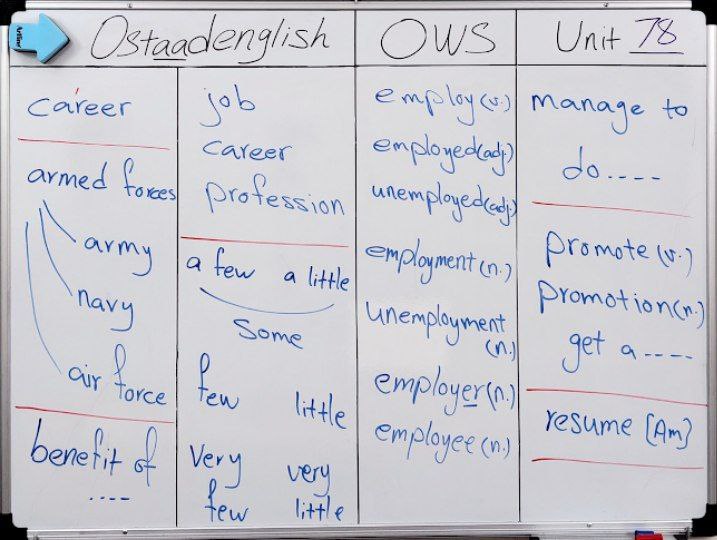 Ostaadenglish
OWS
Unit 78
career
armed forces
army
navy
air force
benefit of
....
job
career
profession
a few a little
Some
few little
very very
few little
employ (v.)
employed (adj.)
unemployed (adj.)
employment (n.)
unemployment
(n.)
employer (n.)
employee (n.)
manage to
do....
promote (v.)
promotion (n.)
get a ....
resume [Am]